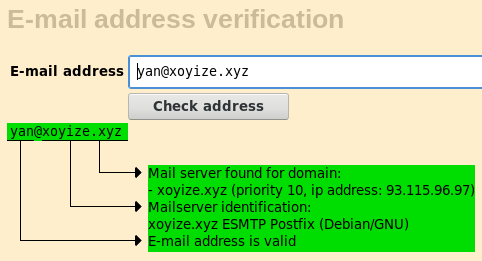 E-mail address verification
E-mail address yan@xoyize.xyz
Check address
yan@xoyize.xyz
Mail server found for domain:
- xoyize.xyz (priority 10, ip address: 93.115.96.97)
Mailserver identification:
xoyize.xyz ESMTP Postfix (Debian/GNU)
E-mail address is valid